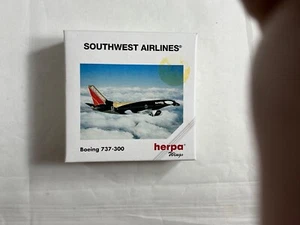 SOUTHWEST AIRLINES®
Boeing 737-300
herpa
Wings